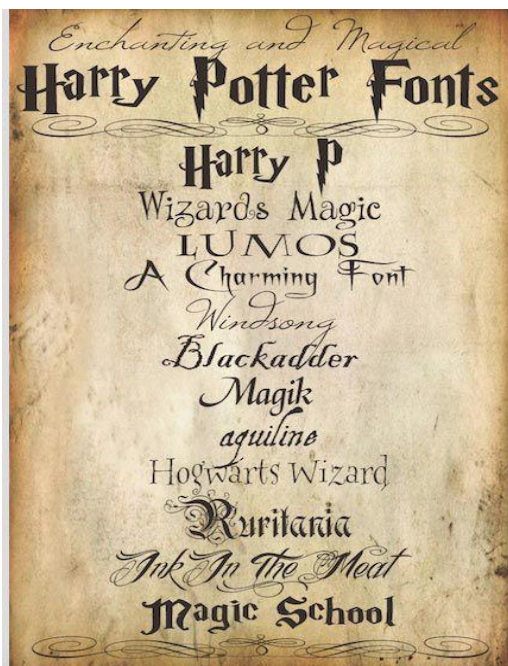 Enchanting and Magical
Harry Potter Fonts
Harry P
Wizards Magic
LUMOS
A Charming Font
Windsong
Blackadder
Magik
aquiline
Hogwarts Wizard
Ruritania
Ink In The Meat
Magic School